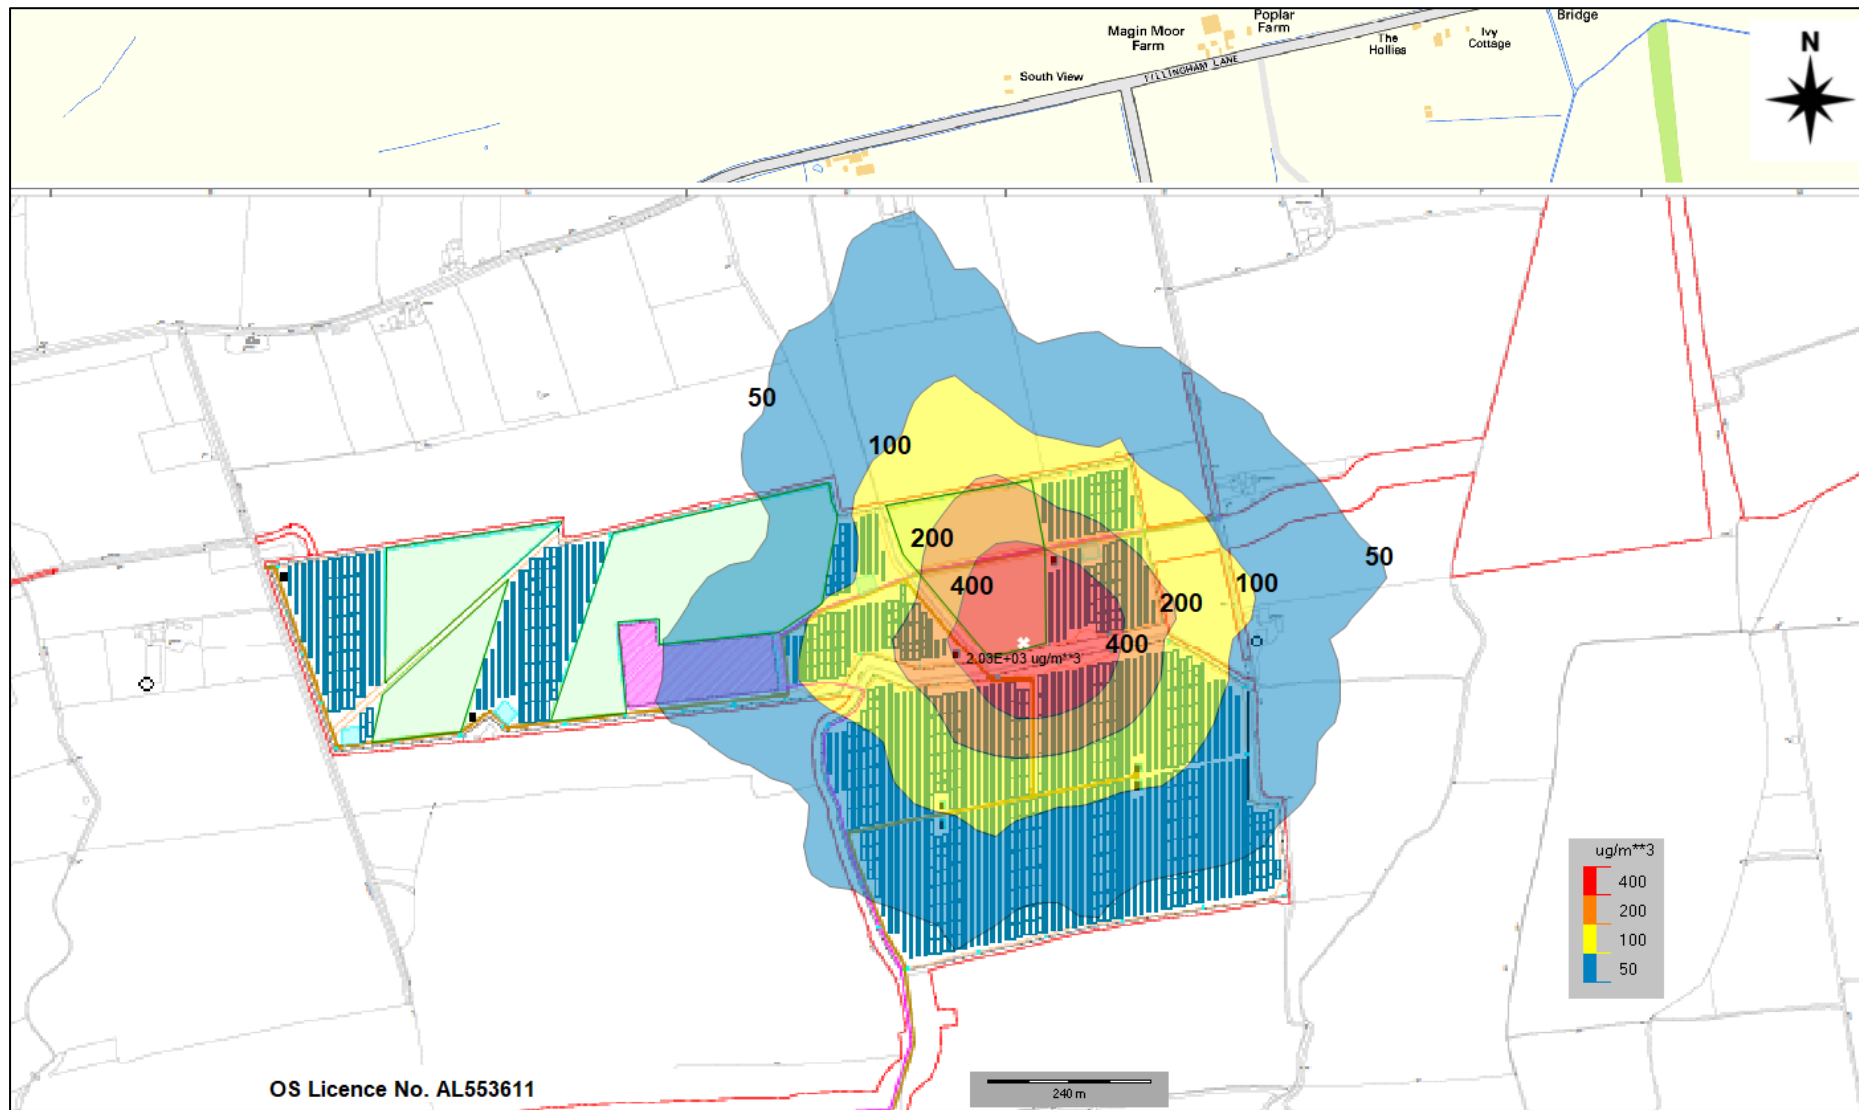 Magin Moor
Farm
Poplar
Farm
Bridge
The
Hollies
Ivy
Cottage
N
South View
FILLINGHAM LANE
50
100
200
400
50
100
200
400
2.03E+03 ug/m**3
ug/m**3
400
200
100
50
OS Licence No. AL553611
240 m